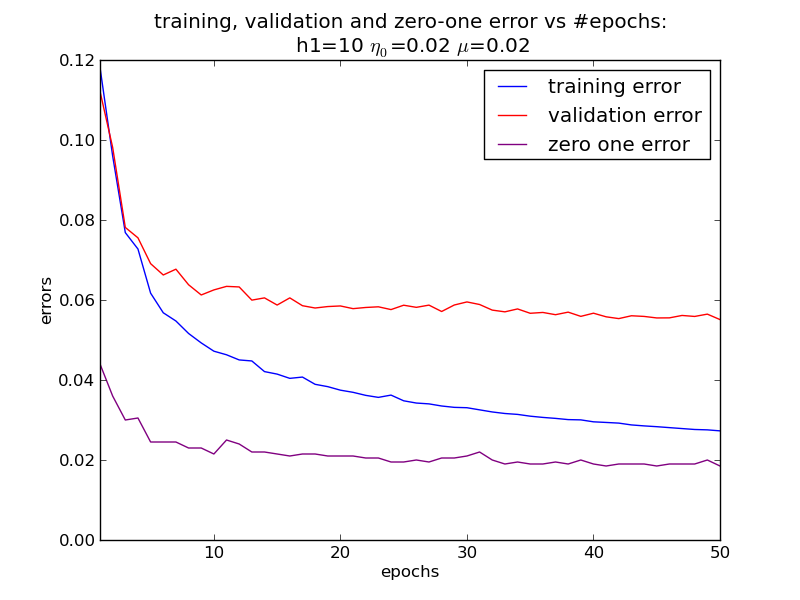 training, validation and zero-one error vs #epochs:
h1=10 η₀=0.02 μ=0.02
0.12
0.10
0.08
0.06
0.04
0.02
0.00
errors
training error
validation error
zero one error
10
20
30
40
50
epochs